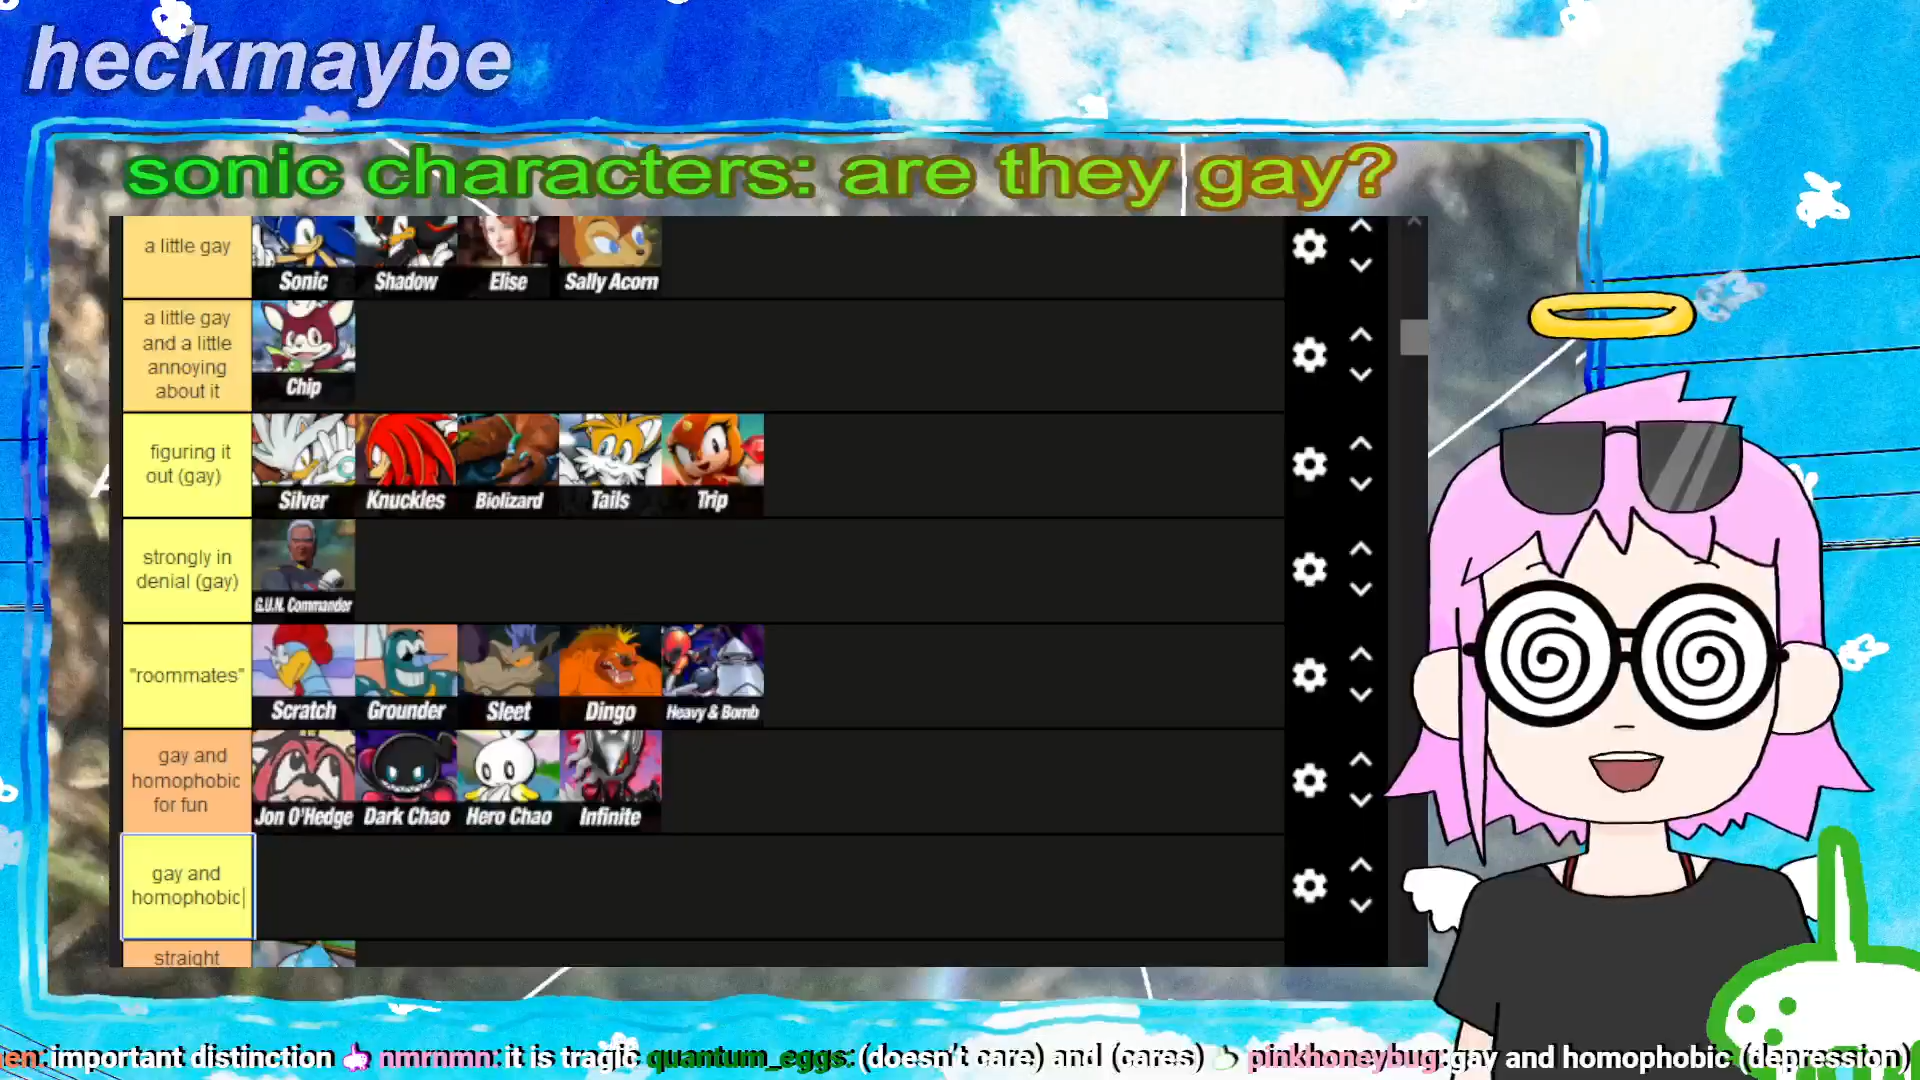 heckmaybe
sonic characters: are they gay?
a little gay
Sonic
Shadow
Elise
Sally Acorn
a little gay
and a little
annoying
about it
Chip
figuring it
out (gay)
Silver
Knuckles
Biolizard
Tails
Trip
strongly in
denial (gay)
G.U.N. Commander
"roommates"
Scratch
Grounder
Sleet
Dingo
Heavy & Bomb
gay and
homophobic
for fun
Jon O'Hedge
Dark Chao
Hero Chao
Infinite
gay and
homophobic
straight
en: important distinction nmrnmn: it is tragic quantum_eggs: (doesn't care) and (cares) pinkhoneybug: gay and homophobic (depression)